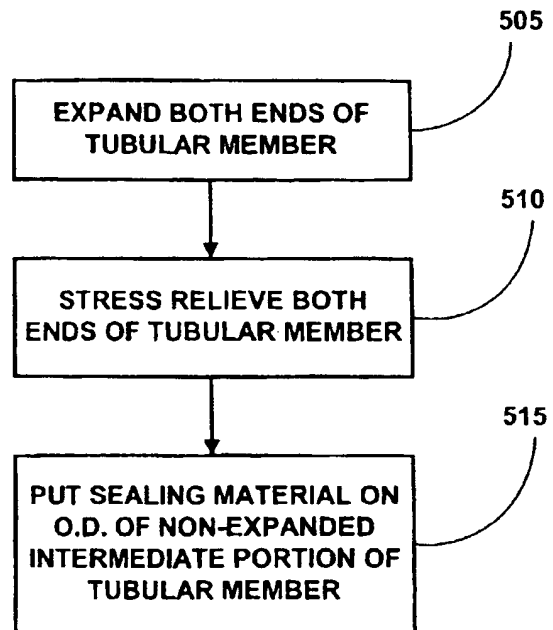 505
EXPAND BOTH ENDS OF
TUBULAR MEMBER
510
STRESS RELIEVE BOTH
ENDS OF TUBULAR MEMBER
515
PUT SEALING MATERIAL ON
O.D. OF NON-EXPANDED
INTERMEDIATE PORTION OF
TUBULAR MEMBER